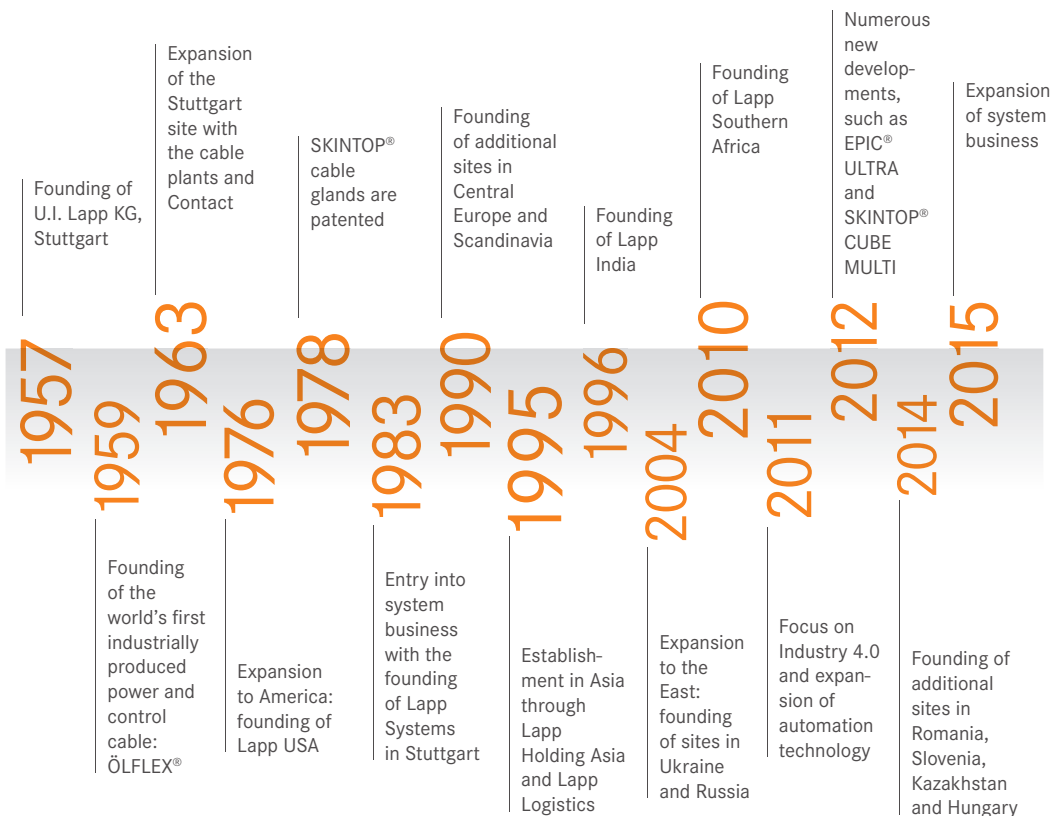 1957
Founding of
U.I. Lapp KG,
Stuttgart
1959
Founding
of the
world’s first
industrially
produced
power and
control
cable:
ÖLFLEX®
1963
Expansion
of the
Stuttgart
site with
the cable
plants and
Contact
1976
Expansion
to America:
founding of
Lapp USA
1978
SKINTOP®
cable
glands are
patented
1983
Entry into
system
business
with the
founding
of Lapp
Systems
in Stuttgart
1990
Founding
of additional
sites in
Central
Europe and
Scandinavia
1995
Establish-
ment in Asia
through
Lapp
Holding Asia
and Lapp
Logistics
1996
Founding
of Lapp
India
2004
Expansion
to the
East:
founding
of sites in
Ukraine
and Russia
2010
Founding
of Lapp
Southern
Africa
2011
Focus on
Industry 4.0
and expan-
sion of
automation
technology
2012
Numerous
new
develop-
ments,
such as
EPIC®
ULTRA
and
SKINTOP®
CUBE
MULTI
2014
Founding of
additional
sites in
Romania,
Slovenia,
Kazakhstan
and Hungary
2015
Expansion
of system
business